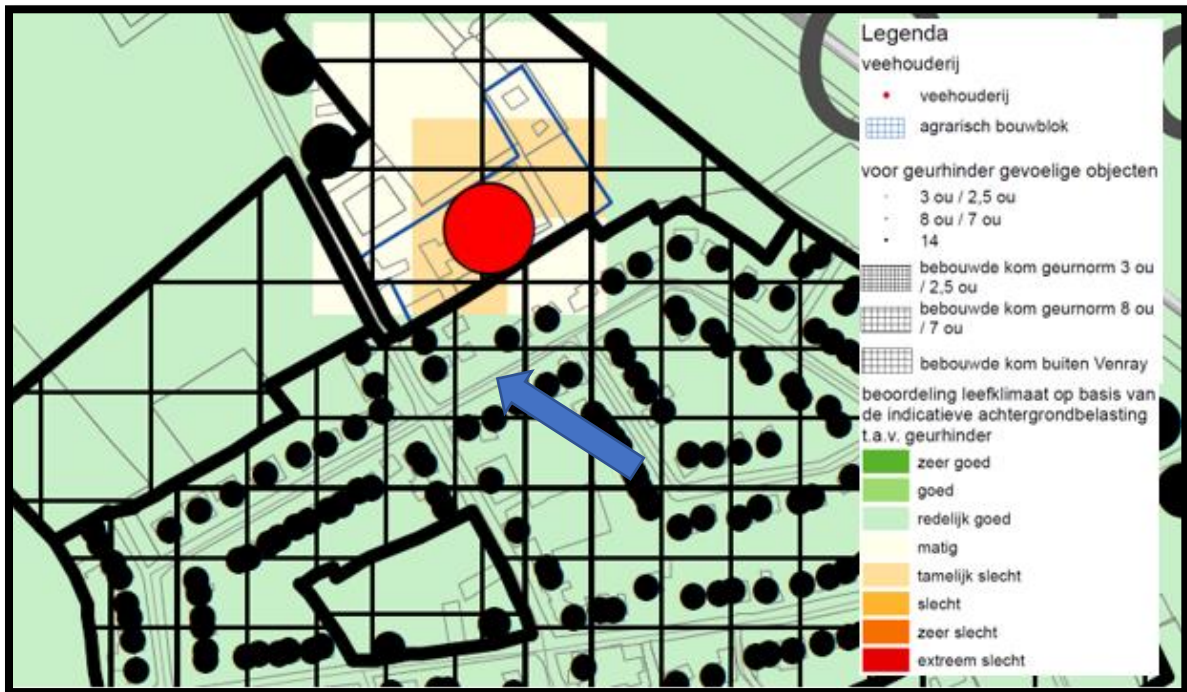 Legenda
veehouderij
veehouderij
agrarisch bouwblok
voor geurhinder gevoelige objecten
3 ou / 2,5 ou
8 ou / 7 ou
14
bebouwde kom geurnorm 3 ou
/ 2,5 ou
bebouwde kom geurnorm 8 ou
/ 7 ou
bebouwde kom buiten Venray
beoordeling leefklimaat op basis van
de indicatieve achtergrondbelasting
t.a.v. geurhinder
zeer goed
goed
redelijk goed
matig
tamelijk slecht
slecht
zeer slecht
extreem slecht